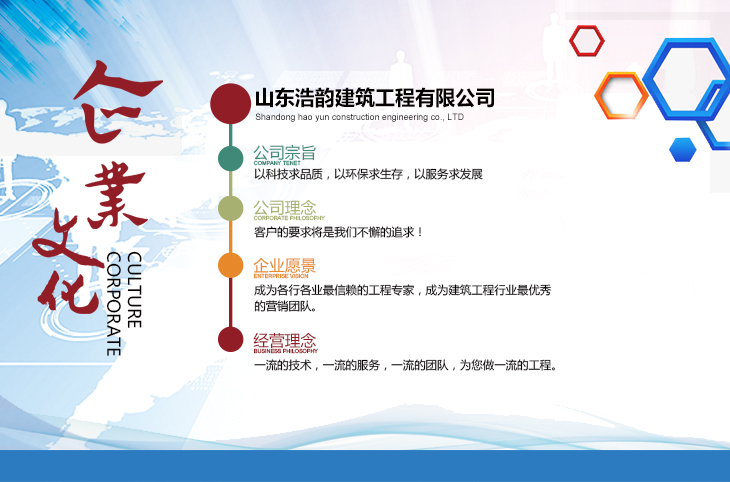 企業文化
CULTURE
CORPORATE
山东浩韵建筑工程有限公司
Shandong hao yun construction engineering co., LTD
公司宗旨
COMPANY TENET
以科技求品质，以环保求生存，以服务求发展
公司理念
CORPORATE PHILOSOPHY
客户的要求将是我们不懈的追求！
企业愿景
ENTERPRISE VISION
成为各行各业最信赖的工程专家，成为建筑工程行业最优秀
的营销团队。
经营理念
BUSINESS PHILOSOPHY
一流的技术，一流的服务，一流的团队，为您做一流的工程。